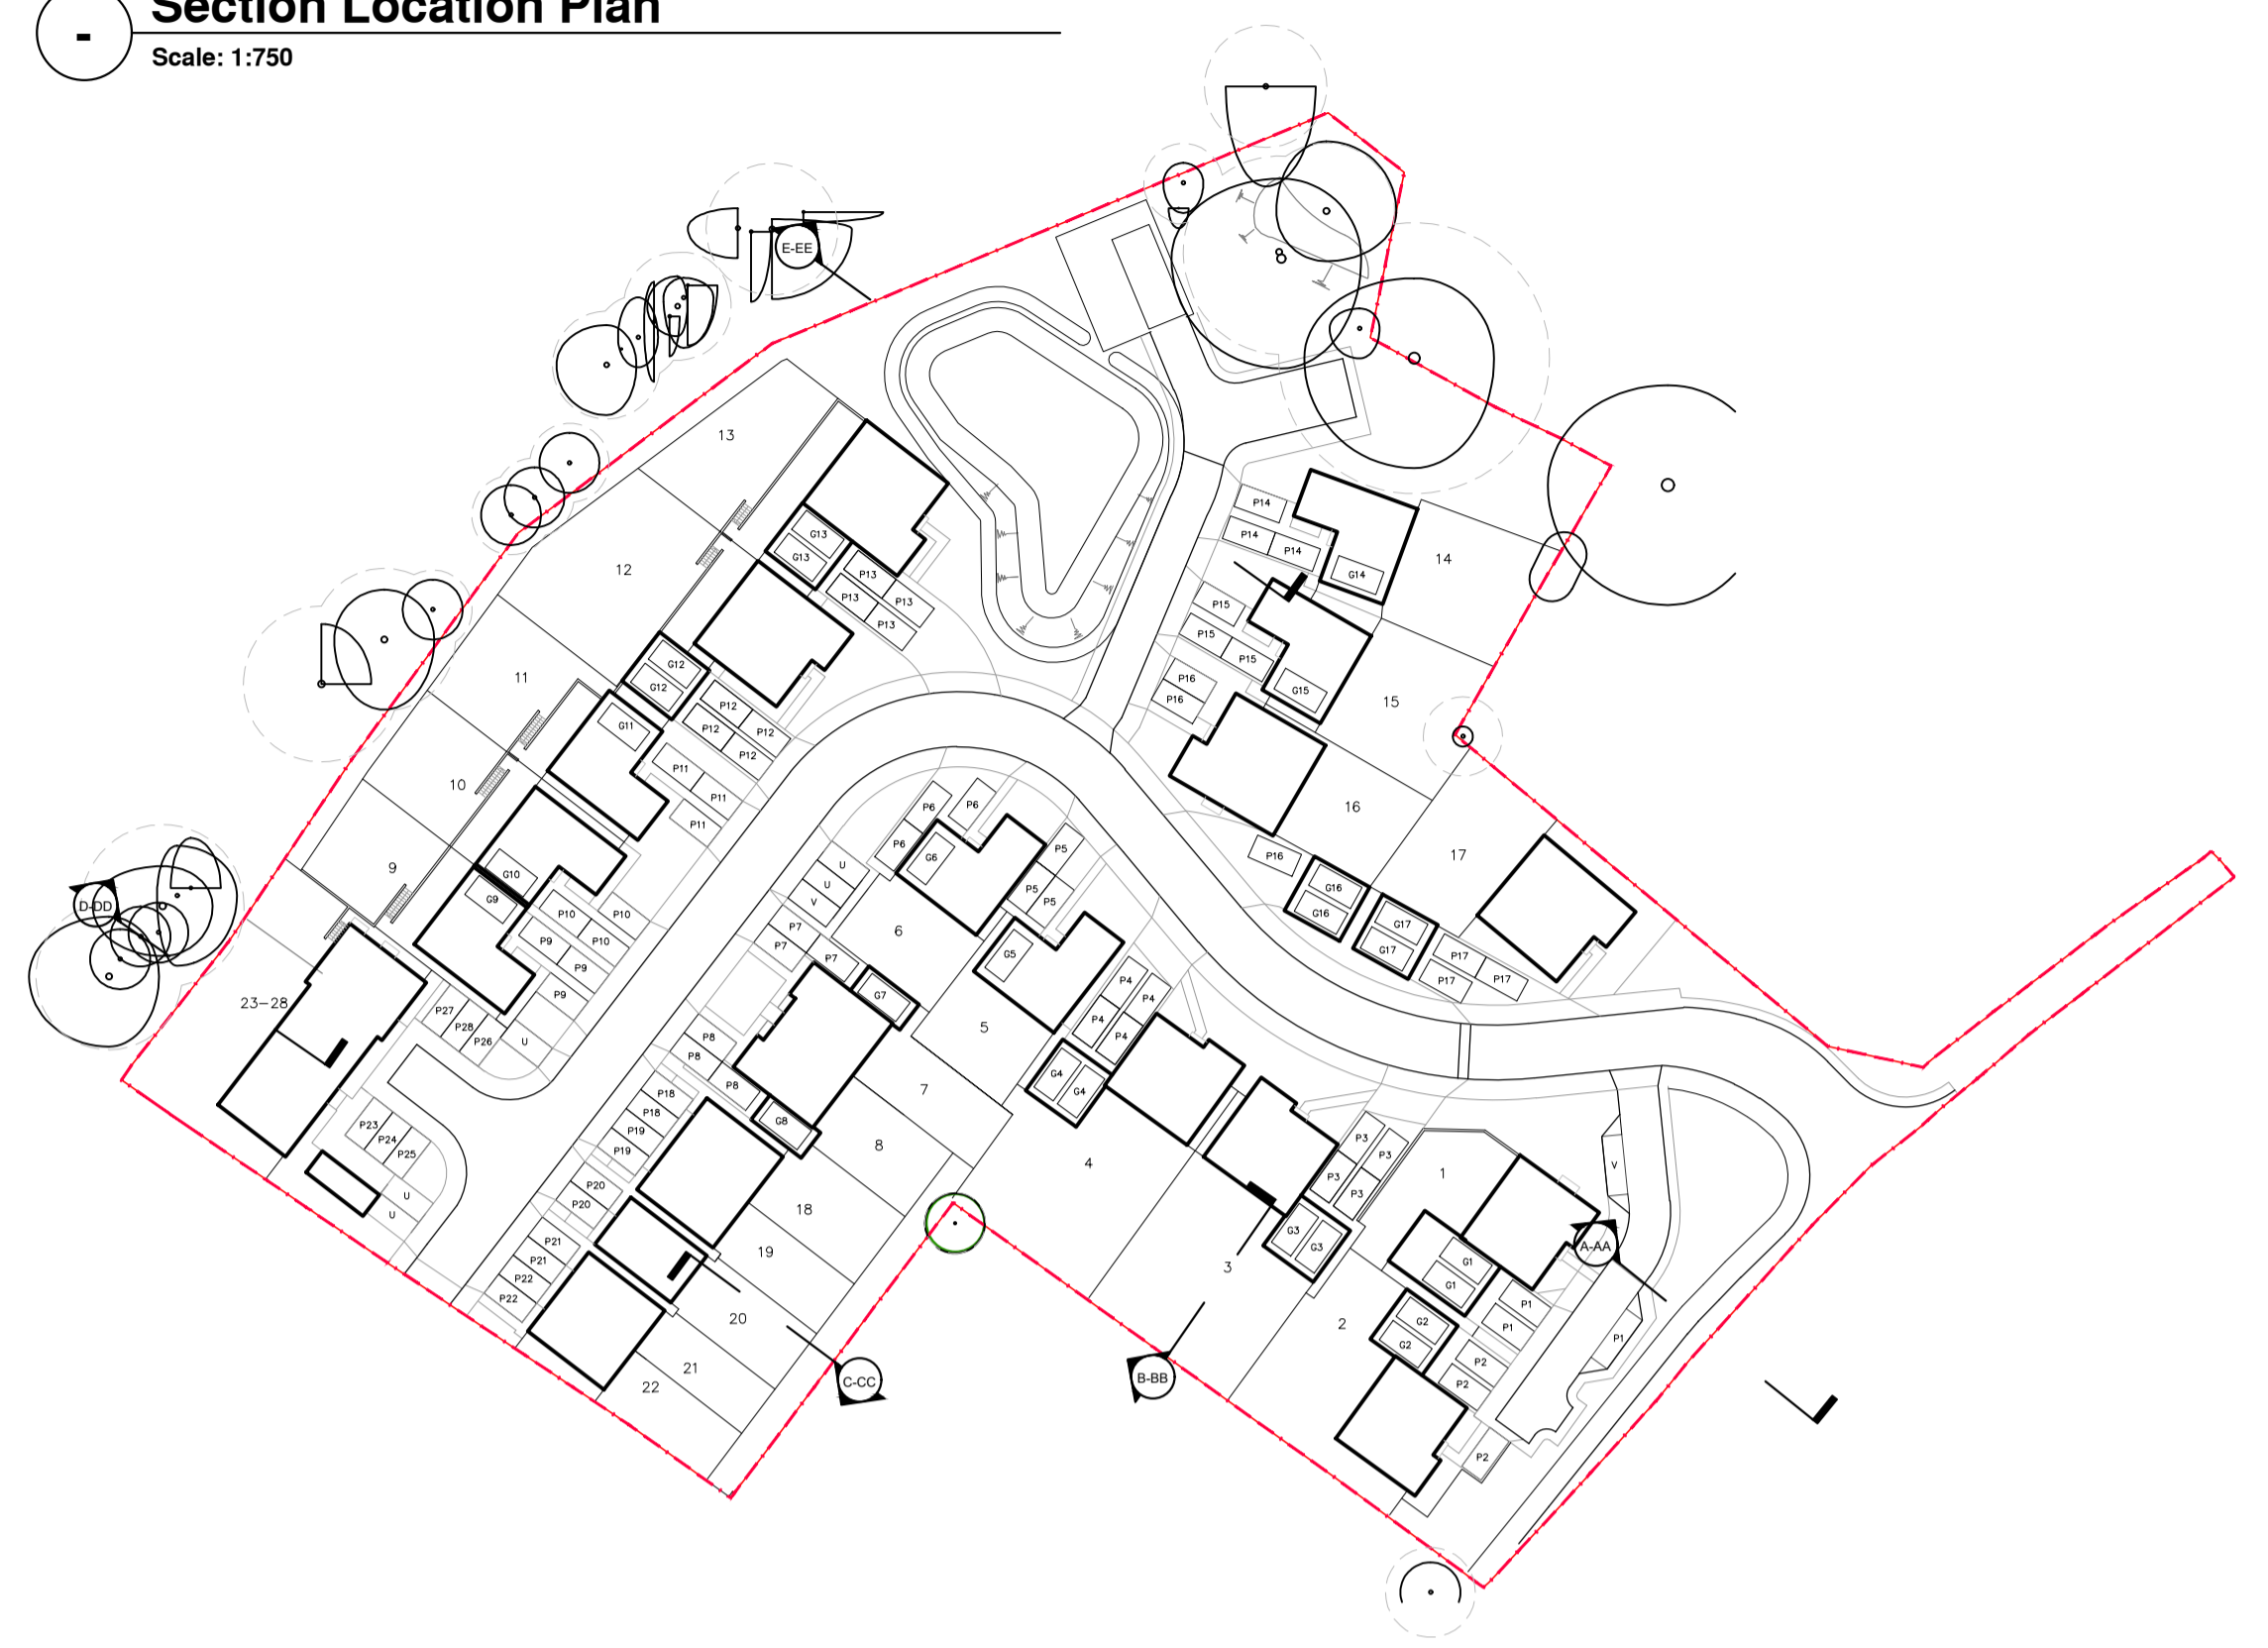 Section Location Plan
-
Scale: 1:750
E-EE
13
G13
G13
P13
P13
P13
P13
12
G12
G12
P12
P12
P12
P12
11
G11
P11
P11
P11
10
G10
P10
P10
P10
9
G9
P9
P9
P9
D-DD
23-28
P27
P28
P26
U
P23
P24
P25
U
U
P14
P14
P14
G14
14
P15
P15
P15
G15
15
P16
P16
16
P16
G16
G16
17
G17
G17
P17
P17
P17
P6
P6
P6
G6
6
U
U
V
P7
P7
P7
G7
7
P5
P5
P5
G5
5
P4
P4
P4
P4
G4
G4
4
P8
P8
P8
G8
8
P18
P18
P19
P19
P20
P20
P21
P21
P22
P22
18
19
20
21
22
C-CC
B-BB
P3
P3
P3
P3
G3
G3
3
1
V
A-AA
G1
G1
P1
P1
P1
2
G2
G2
P2
P2
P2